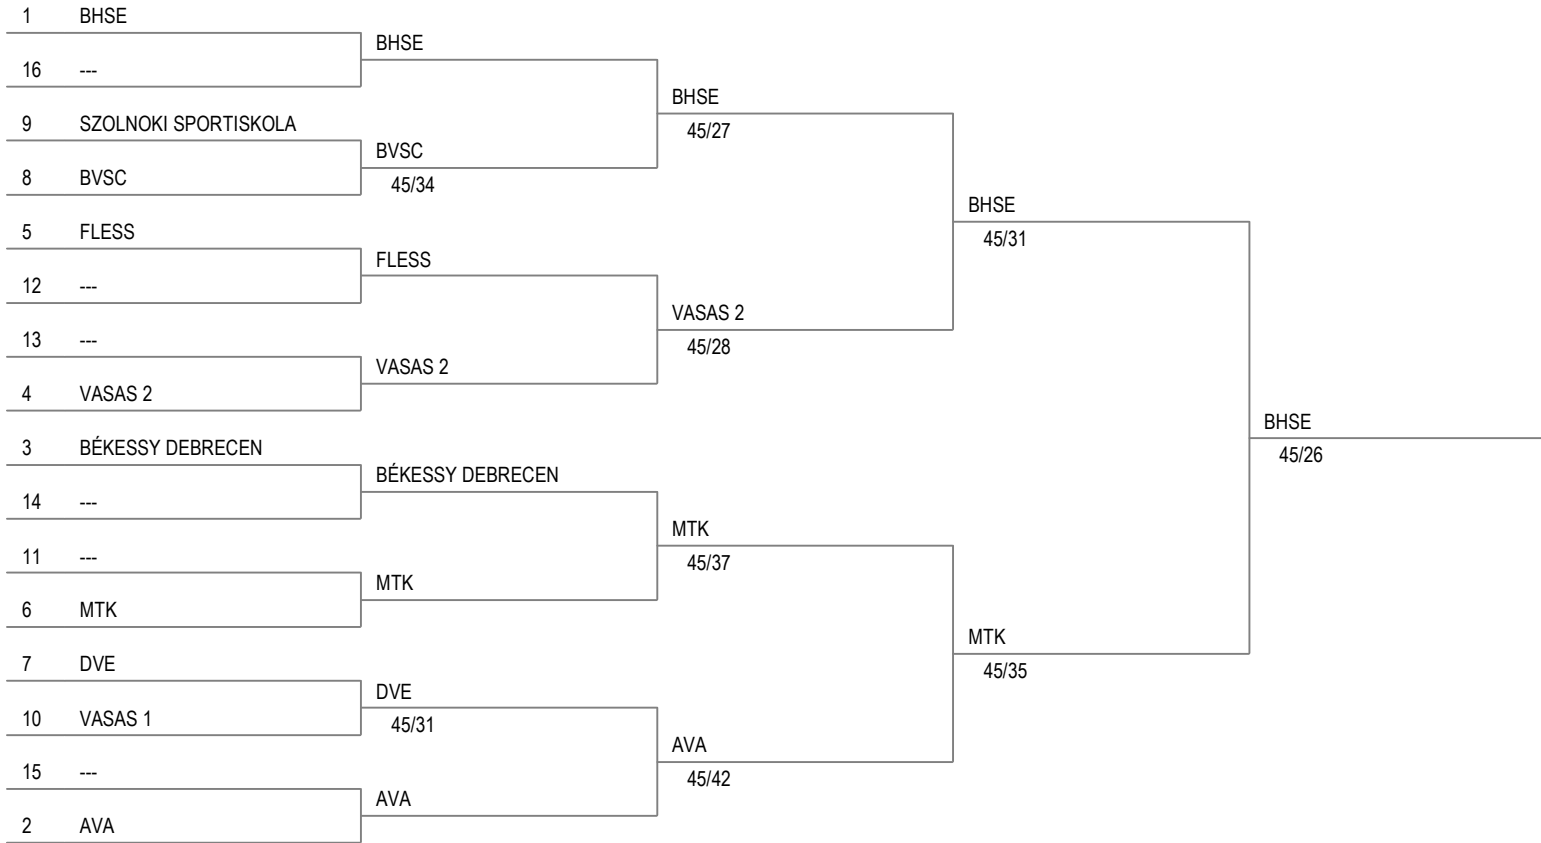 1 BHSE
BHSE
16 ---
BHSE
45/27
9 SZOLNOKI SPORTISKOLA
BVSC
45/34
8 BVSC
BHSE
45/31
5 FLESS
FLESS
12 ---
VASAS 2
45/28
13 ---
VASAS 2
4 VASAS 2
BHSE
45/26
3 BÉKESSY DEBRECEN
BÉKESSY DEBRECEN
14 ---
MTK
45/37
11 ---
MTK
6 MTK
MTK
45/35
7 DVE
DVE
45/31
10 VASAS 1
AVA
45/42
15 ---
AVA
2 AVA